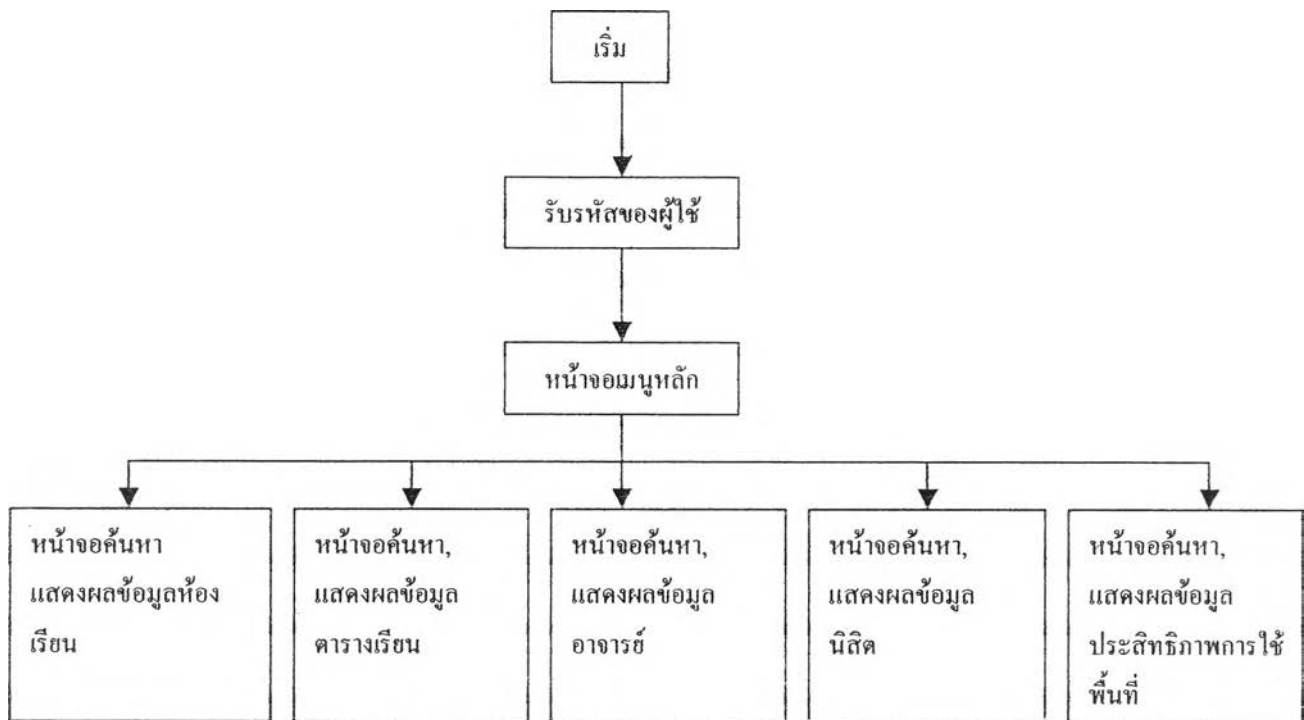 เริ่ม
รับรหัสของผู้ใช้
หน้าจอเมนูหลัก
หน้าจอค้นหา
แสดงผลข้อมูลห้อง
เรียน
หน้าจอค้นหา,
แสดงผลข้อมูล
ตารางเรียน
หน้าจอค้นหา,
แสดงผลข้อมูล
อาจารย์
หน้าจอค้นหา,
แสดงผลข้อมูล
นิสิต
หน้าจอค้นหา,
แสดงผลข้อมูล
ประสิทธิภาพการใช้
พื้นที่